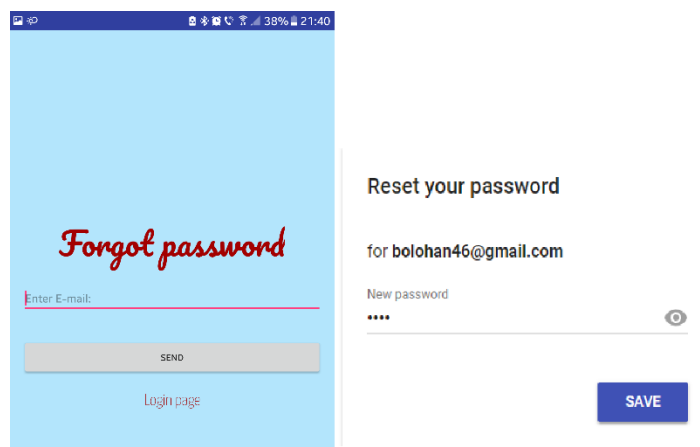 38% 21:40
Forgot password
Enter E-mail:
SEND
Login page
Reset your password
for bolohan46@gmail.com
New password
••••
SAVE